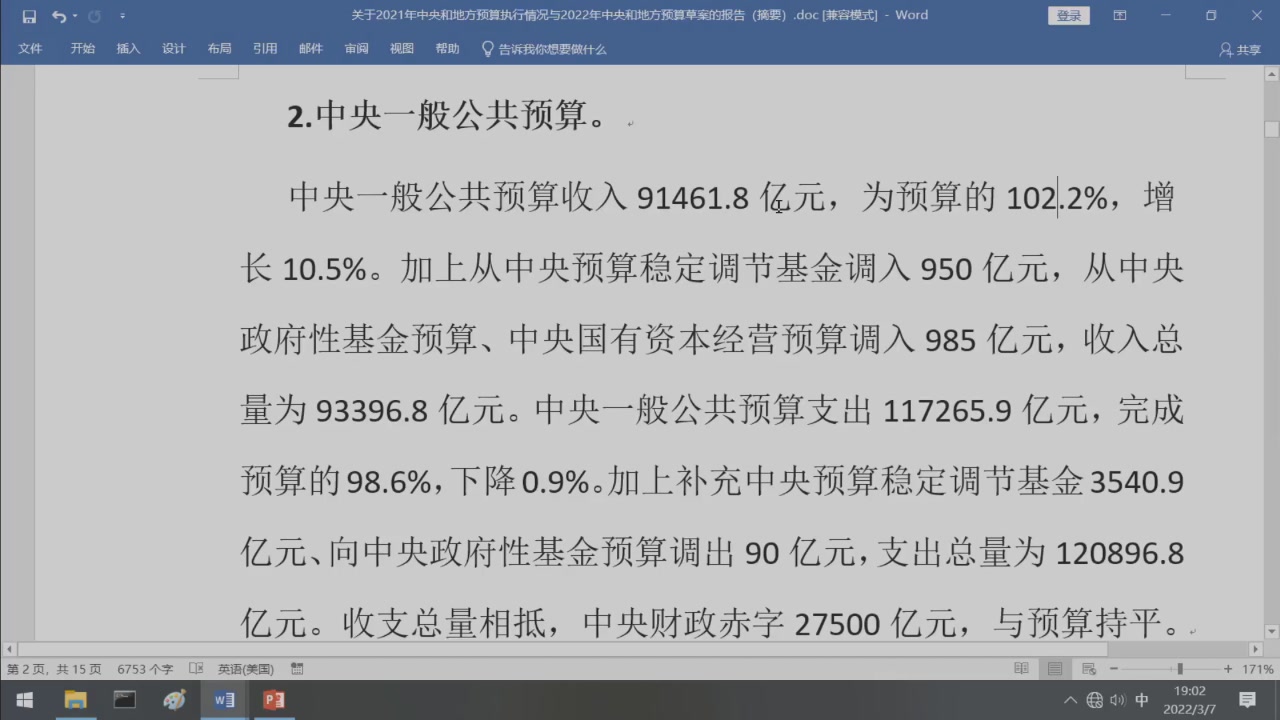 关于2021年中央和地方预算执行情况与2022年中央和地方预算草案的报告（摘要）.doc [兼容模式] - Word
登录
文件 开始 插入 设计 布局 引用 邮件 审阅 视图 帮助 告诉我你想要做什么 共享
2.中央一般公共预算。
中央一般公共预算收入 91461.8 亿元，为预算的 102.2%，增
长 10.5%。加上从中央预算稳定调节基金调入 950 亿元，从中央
政府性基金预算、中央国有资本经营预算调入 985 亿元，收入总
量为 93396.8 亿元。中央一般公共预算支出 117265.9 亿元，完成
预算的 98.6%，下降 0.9%。加上补充中央预算稳定调节基金 3540.9
亿元、向中央政府性基金预算调出 90 亿元，支出总量为 120896.8
亿元。收支总量相抵，中央财政赤字 27500 亿元，与预算持平。
第 2 页，共 15 页 6753 个字 英语(美国) 171%
中 19:02
2022/3/7